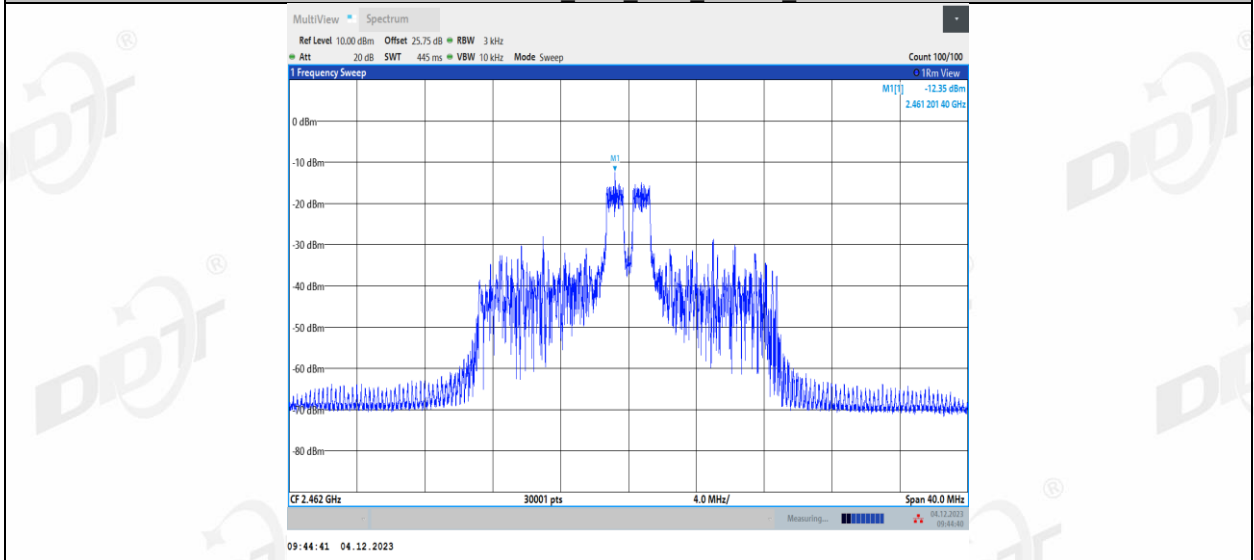 MultiView Spectrum
Ref Level 10.00 dBm Offset 25.75 dB RBW 3 kHz
Att 20 dB SWT 445 ms VBW 10 kHz Mode Sweep Count 100/100
1 Frequency Sweep 1Rm View
M1[1] -12.35 dBm
2.461 201 40 GHz
0 dBm
M1
-10 dBm
-20 dBm
-30 dBm
-40 dBm
-50 dBm
-60 dBm
-70 dBm
-80 dBm
CF 2.462 GHz 30001 pts 4.0 MHz/ Span 40.0 MHz
Measuring... 04.12.2023
09:44:40
09:44:41 04.12.2023
DDT ®
DDT ®
DDT
DDT
®